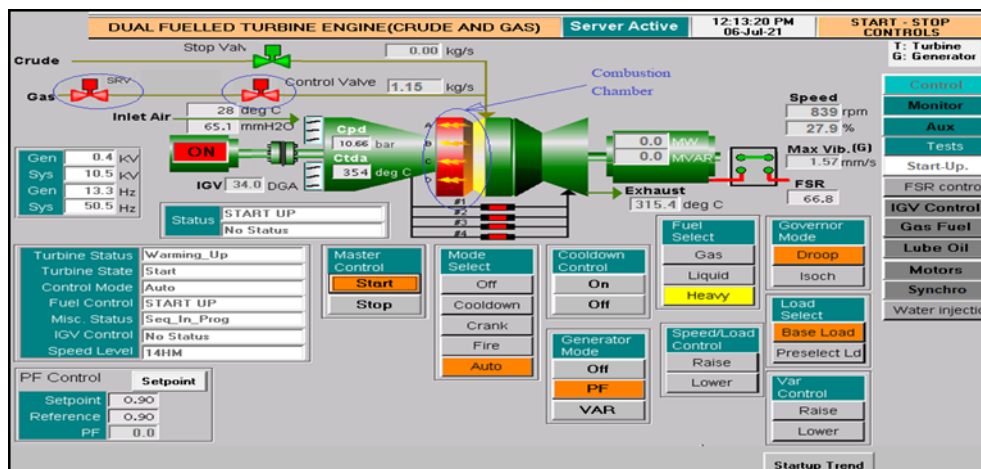 DUAL FUELLED TURBINE ENGINE(CRUDE AND GAS)
Server Active
12:13:20 PM
06-Jul-21
START - STOP
CONTROLS
T: Turbine
G: Generator
Stop Valv
0.00 kg/s
Crude
SRV
Control Valve
1.15 kg/s
Gas
Combustion
Chamber
Inlet Air
28 deg C
65.1 mmH2O
ON
Cpd
10.66 bar
Ctda
354 deg C
IGV 34.0 DGA
A
B
C
D
#1
#2
#3
#4
0.0 MW
0.0 MVAR
Exhaust
315.4 deg C
Speed
839 rpm
27.9 %
Max Vib.(G)
1.57 mm/s
FSR
66.8
Gen 0.4 KV
Sys 10.5 KV
Gen 13.3 Hz
Sys 50.5 Hz
Status
START UP
No Status
Turbine Status Warming_Up
Turbine State Start
Control Mode Auto
Fuel Control START UP
Misc. Status Seq_In_Prog
IGV Control No Status
Speed Level 14HM
Master
Control
Start
Stop
Mode
Select
Off
Cooldown
Crank
Fire
Auto
Cooldown
Control
On
Off
Generator
Mode
Off
PF
VAR
Fuel
Select
Gas
Liquid
Heavy
Speed/Load
Control
Raise
Lower
Governor
Mode
Droop
Isoch
Load
Select
Base Load
Preselect Ld
Var
Control
Raise
Lower
PF Control
Setpoint
Setpoint 0.90
Reference 0.90
PF 0.0
Control
Monitor
Aux
Tests
Start-Up.
FSR contro
IGV Control
Gas Fuel
Lube Oil
Motors
Synchro
Water injectio
Startup Trend